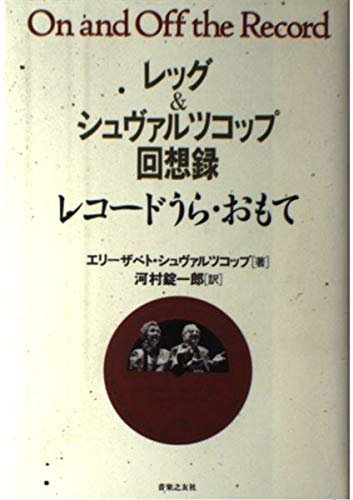 On and Off the Record
レッグ
&
シュヴァルツコップ
回想録
レコードうら・おもて
エリーザベト・シュヴァルツコップ[著]
河村錠一郎[訳]
音楽之友社